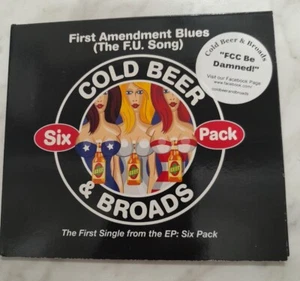 First Amendment Blues
(The F.U. Song)
Cold Beer & Broads
"FCC Be
Damned!"
Visit our Facebook Page
COLD BEER
Six Pack
& BROADS
The First Single from the EP: Six Pack